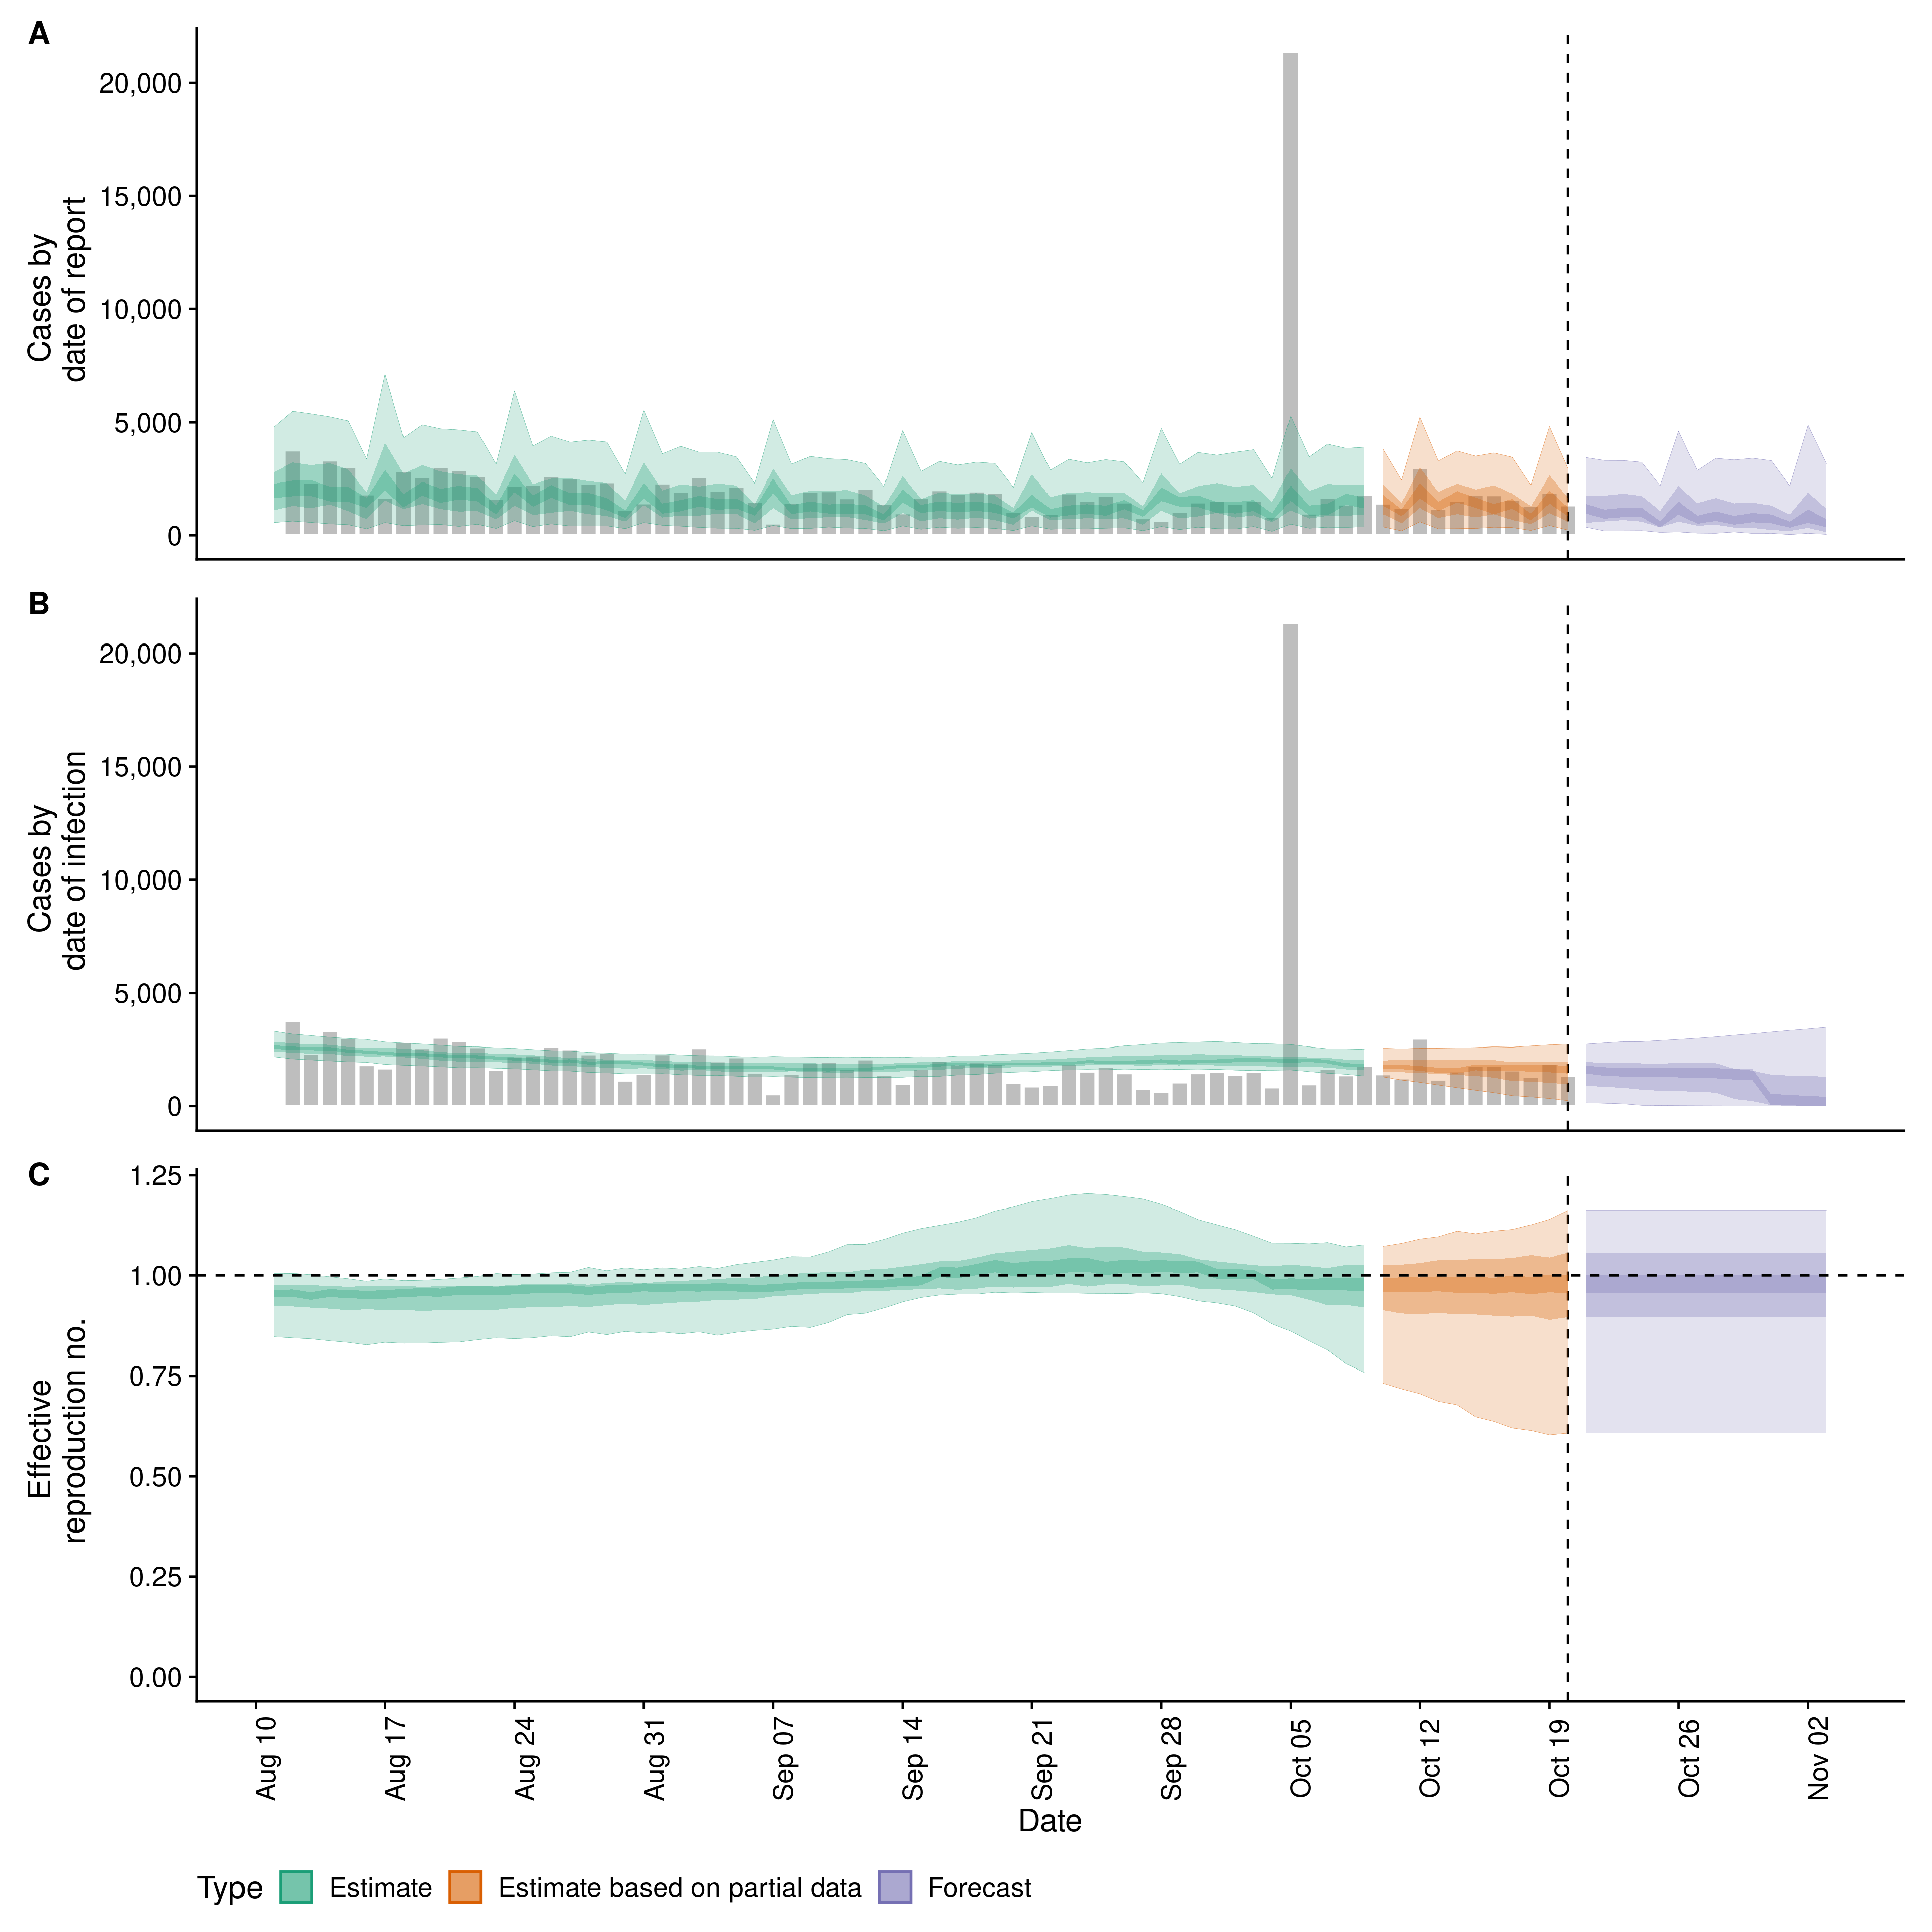 A
Cases by
date of report
20,000
15,000
10,000
5,000
0
B
Cases by
date of infection
20,000
15,000
10,000
5,000
0
C
Effective
reproduction no.
1.25
1.00
0.75
0.50
0.25
0.00
Aug 10
Aug 17
Aug 24
Aug 31
Sep 07
Sep 14
Sep 21
Sep 28
Oct 05
Oct 12
Oct 19
Oct 26
Nov 02
Date
Type Estimate Estimate based on partial data Forecast